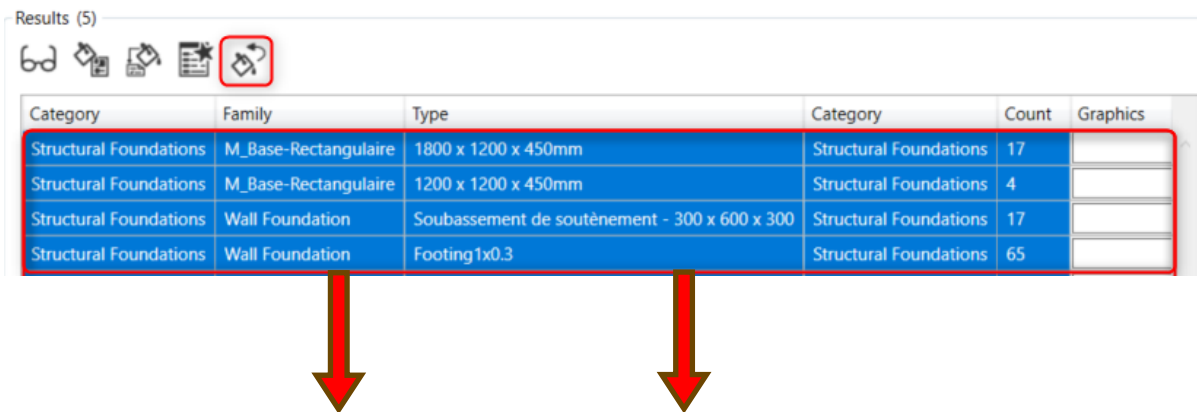 Results (5)
Category Family Type Category Count Graphics
Structural Foundations M_Base-Rectangulaire 1800 x 1200 x 450mm Structural Foundations 17
Structural Foundations M_Base-Rectangulaire 1200 x 1200 x 450mm Structural Foundations 4
Structural Foundations Wall Foundation Soubassement de soutènement - 300 x 600 x 300 Structural Foundations 17
Structural Foundations Wall Foundation Footing1x0.3 Structural Foundations 65